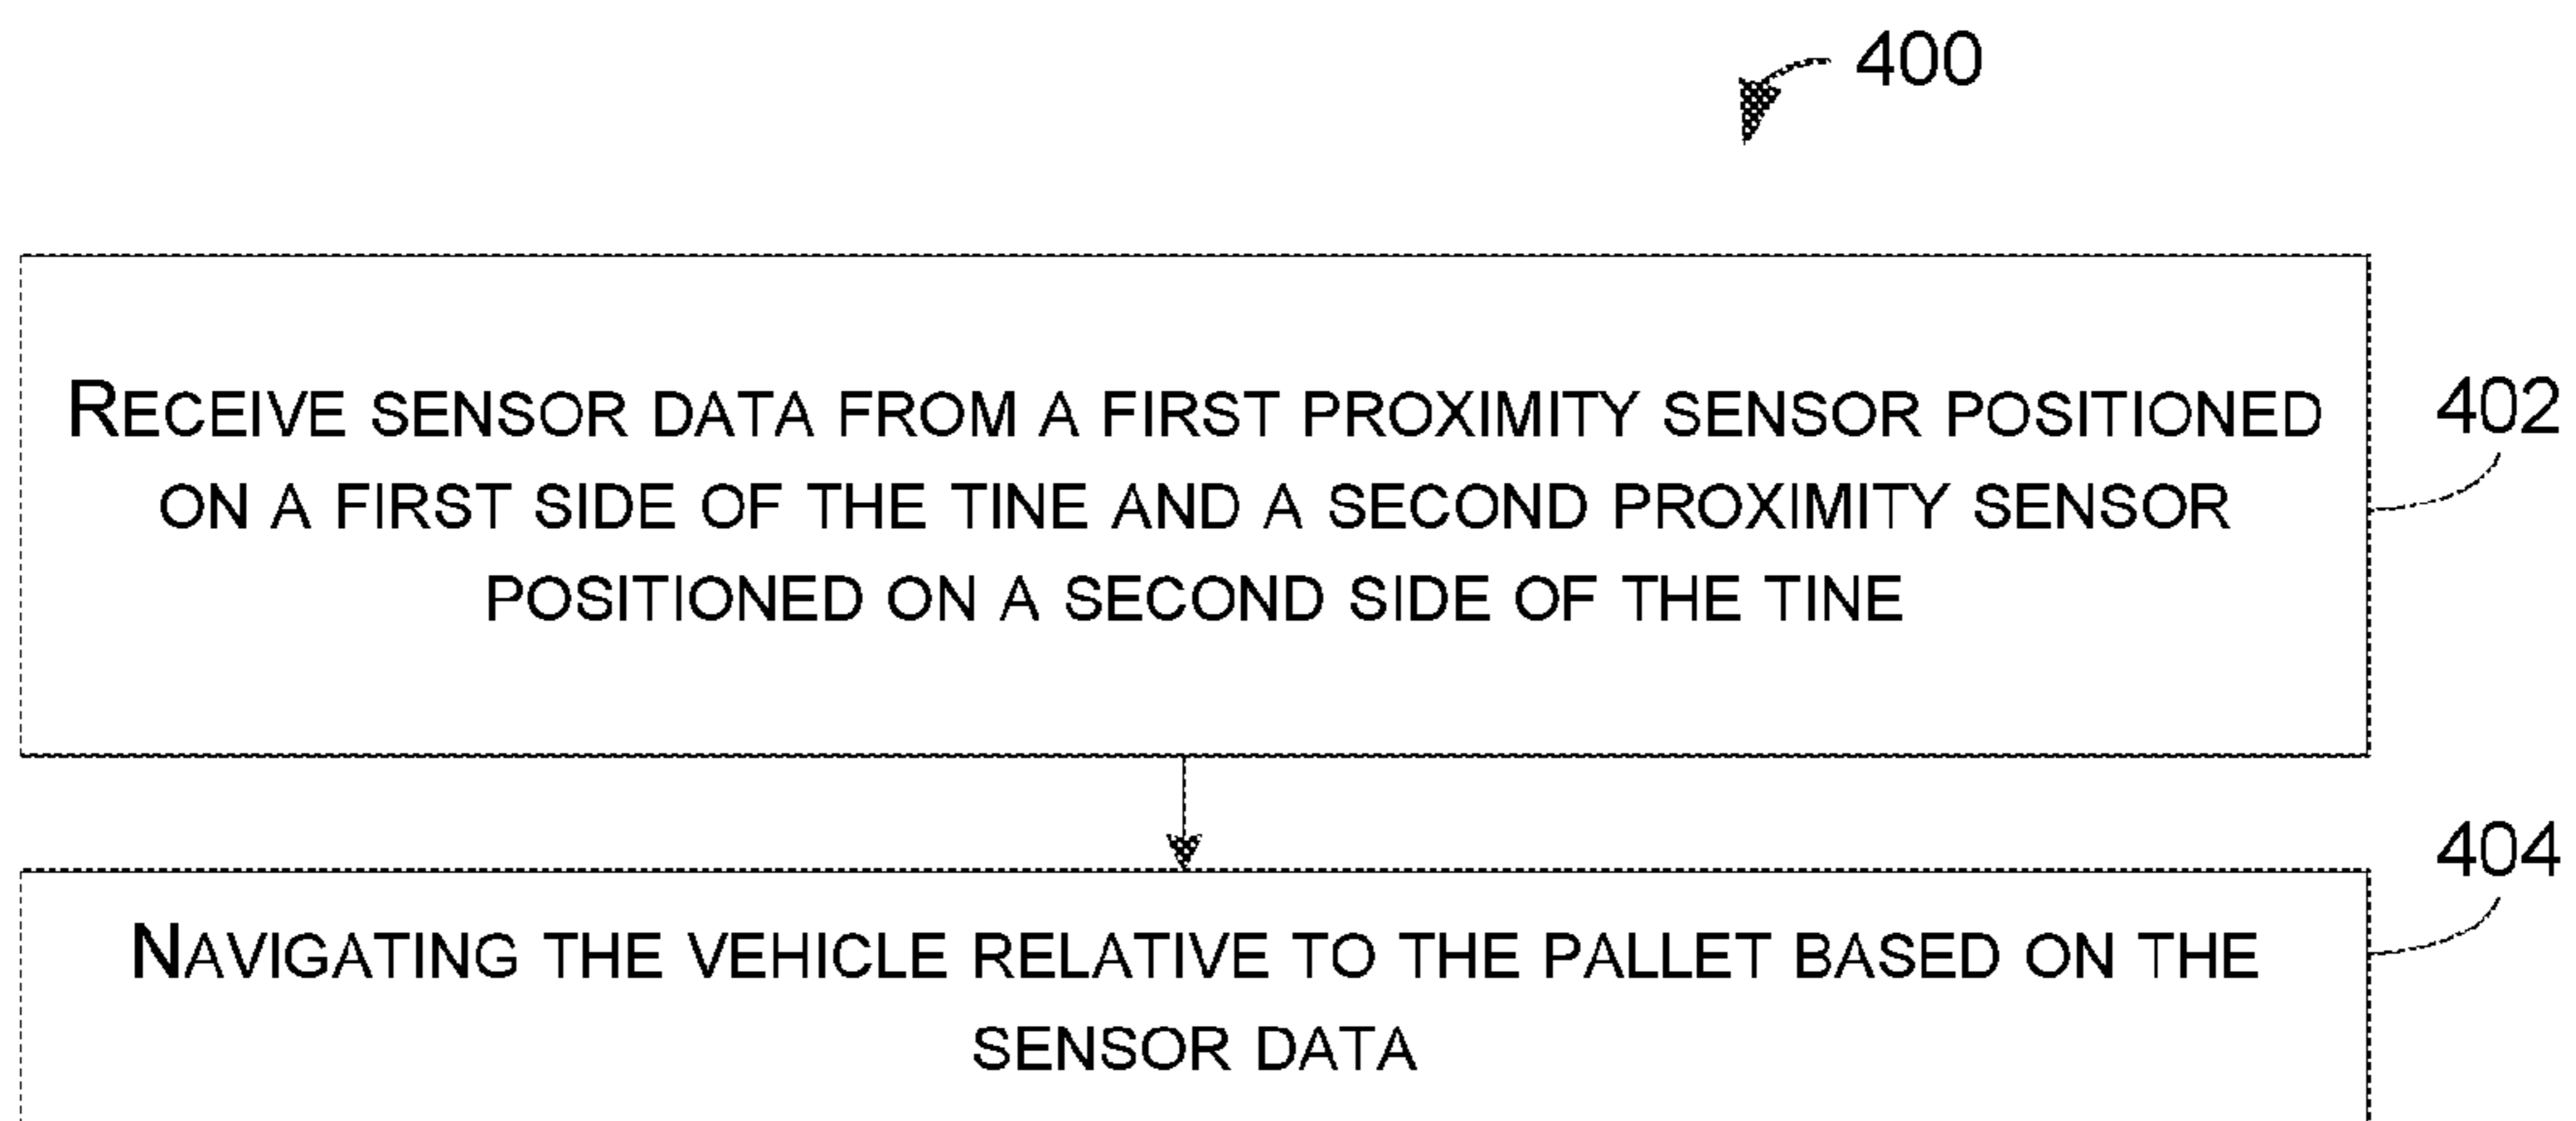 400
RECEIVE SENSOR DATA FROM A FIRST PROXIMITY SENSOR POSITIONED
402
ON A FIRST SIDE OF THE TINE AND A SECOND PROXIMITY SENSOR
POSITIONED ON A SECOND SIDE OF THE TINE
404
NAVIGATING THE VEHICLE RELATIVE TO THE PALLET BASED ON THE
SENSOR DATA